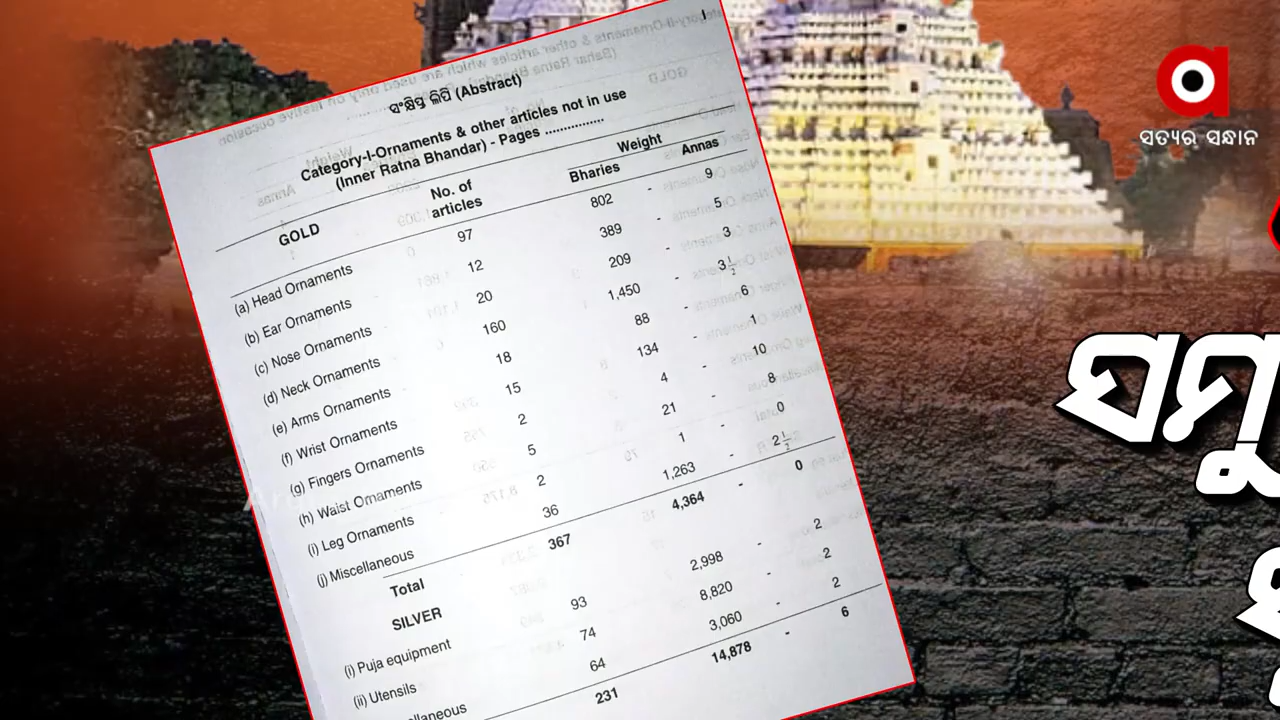 ସଂକ୍ଷିପ୍ତ ଲିପି (Abstract)
Category-I-Ornaments & other articles not in use
(Inner Ratna Bhandar) - Pages ...............
GOLD No. of articles Weight
Bharies Annas
(a) Head Ornaments 97 802 - 9
(b) Ear Ornaments 12 389 - 5
(c) Nose Ornaments 20 209 - 3
(d) Neck Ornaments 160 1,450 - 3½
(e) Arms Ornaments 18 88 - 6
(f) Wrist Ornaments 15 134 - 1
(g) Fingers Ornaments 2 4 - 10
(h) Waist Ornaments 5 21 - 8
(i) Leg Ornaments 2 1 - 0
(j) Miscellaneous 36 1,263 - 2½
Total 367 4,364 - 0
SILVER
(i) Puja equipment 93 2,998 - 2
(ii) Utensils 74 8,820 - 2
llaneous 64 3,060 - 2
231 14,878 - 6
a
ସତ୍ୟର ସନ୍ଧାନ